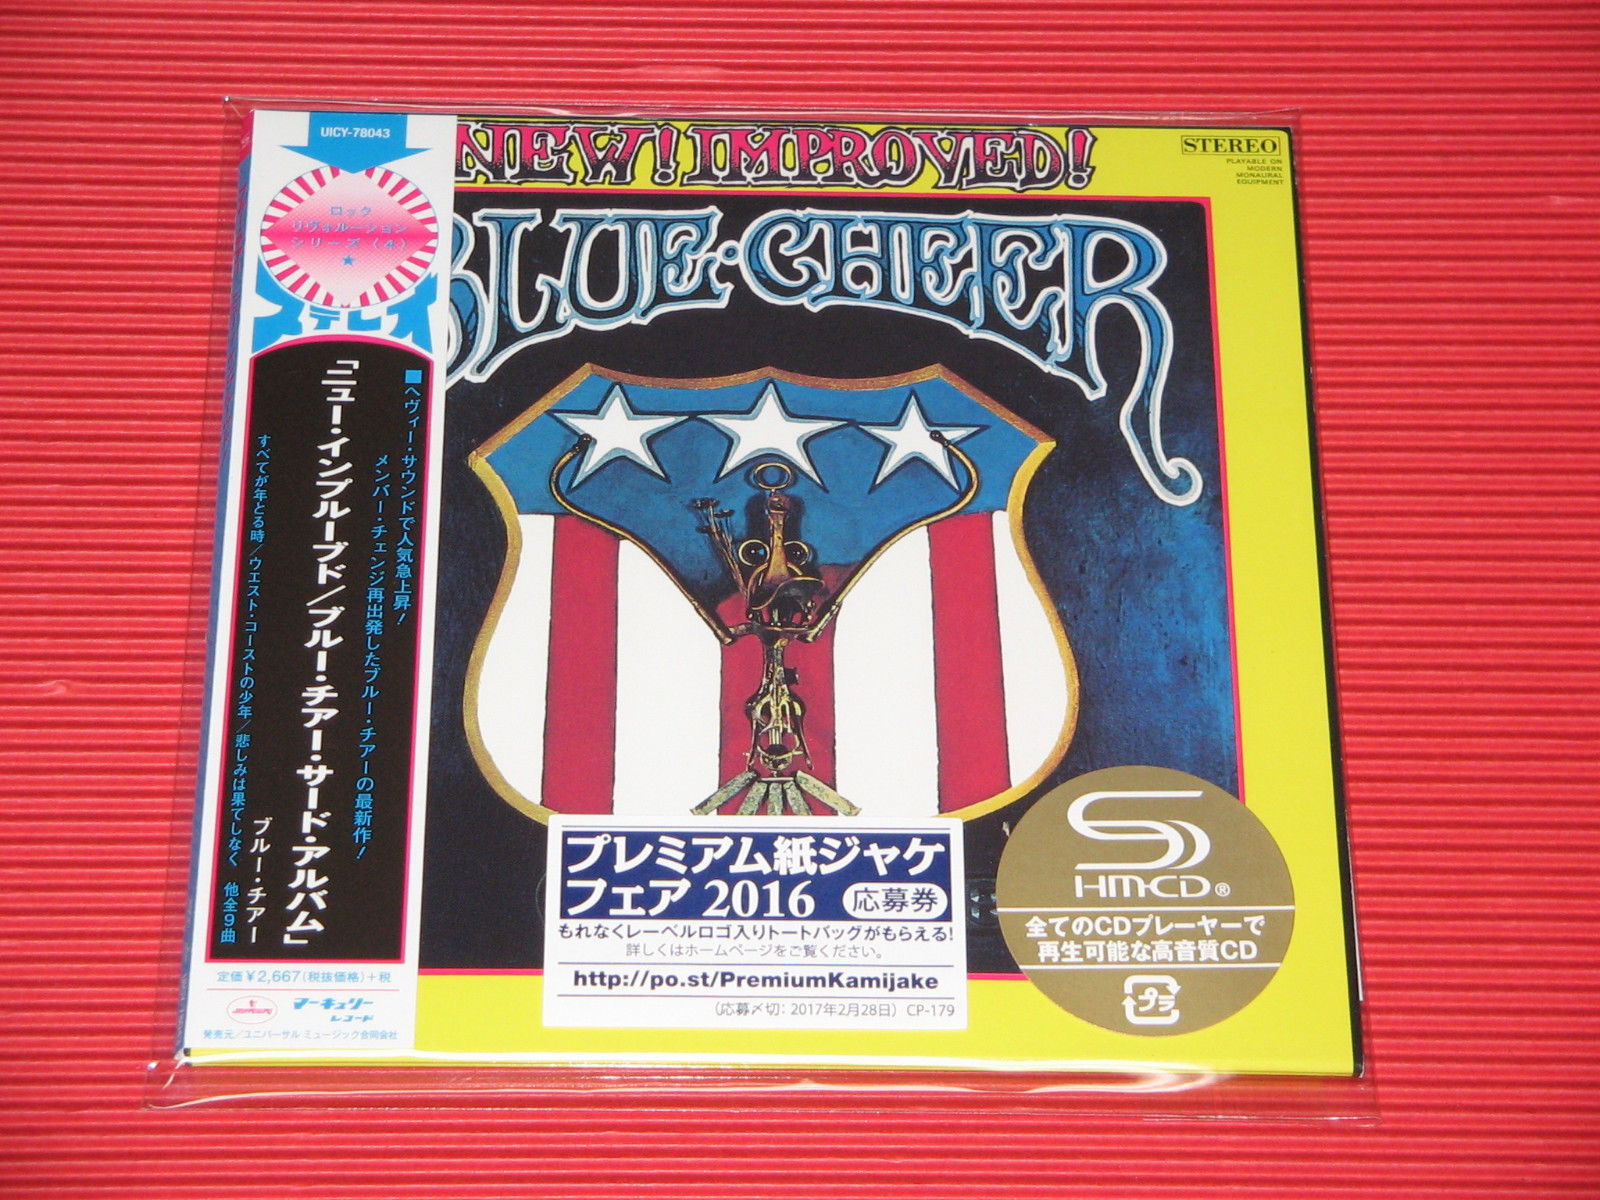 UICY-78043
ロック
リヴォルーション
シリーズ〈4〉
ステレオ
■ヘヴィー・サウンドで人気急上昇!
メンバー・チェンジ再出発したブルー・チアーの最新作!
「ニュー・インプルーブド/ブルー・チアー・サード・アルバム」
ブルー・チアー
すべてが年とる時/ウエスト・コーストの少年/悲しみは果てしなく 他全9曲
定価¥2,667(税抜価格)+税
マーキュリー
レコード
発売元/ユニバーサル ミュージック合同会社
NEW! IMPROVED!
STEREO
PLAYABLE ON
MODERN
MONAURAL
EQUIPMENT
BLUE·CHEER
プレミアム紙ジャケ
フェア 2016 応募券
もれなくレーベルロゴ入りトートバッグがもらえる!
詳しくはホームページをご覧ください。
http://po.st/PremiumKamijake
(応募〆切: 2017年2月28日) CP-179
SHM-CD®
全てのCDプレーヤーで
再生可能な高音質CD
プラ